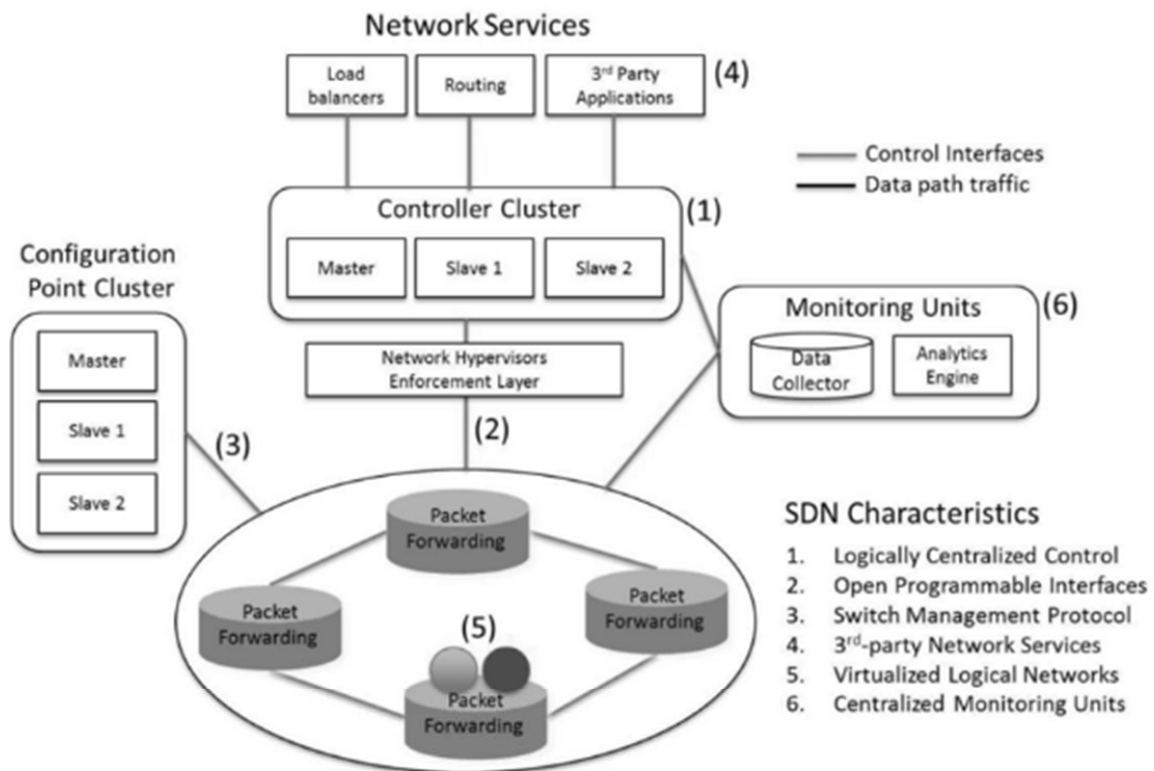 Network Services
Load
balancers
Routing
3rd Party
Applications
(4)
Control Interfaces
Data path traffic
Controller Cluster
(1)
Master
Slave 1
Slave 2
Configuration
Point Cluster
Master
Slave 1
Slave 2
(3)
Network Hypervisors
Enforcement Layer
(2)
Monitoring Units
(6)
Data
Collector
Analytics
Engine
Packet
Forwarding
Packet
Forwarding
Packet
Forwarding
(5)
Packet
Forwarding
SDN Characteristics
1. Logically Centralized Control
2. Open Programmable Interfaces
3. Switch Management Protocol
4. 3rd-party Network Services
5. Virtualized Logical Networks
6. Centralized Monitoring Units